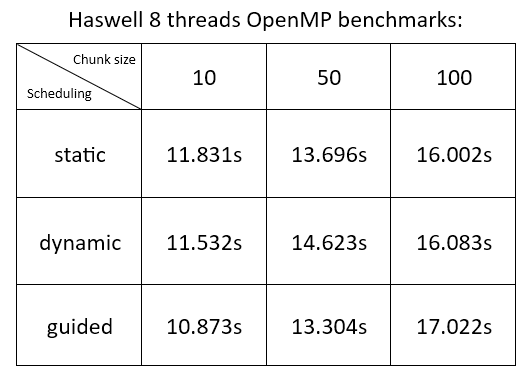 Haswell 8 threads OpenMP benchmarks:
Chunk size
Scheduling
10 50 100
static 11.831s 13.696s 16.002s
dynamic 11.532s 14.623s 16.083s
guided 10.873s 13.304s 17.022s